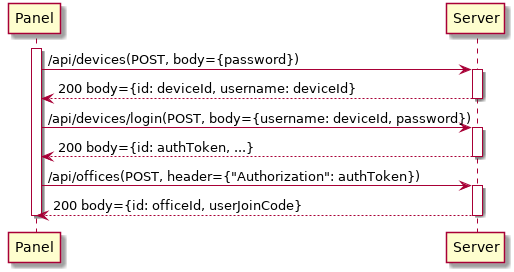 Panel
Server
/api/devices(POST, body={password})
200 body={id: deviceId, username: deviceId}
/api/devices/login(POST, body={username: deviceId, password})
200 body={id: authToken, ...}
/api/offices(POST, header={"Authorization": authToken})
200 body={id: officeId, userJoinCode}
Panel
Server